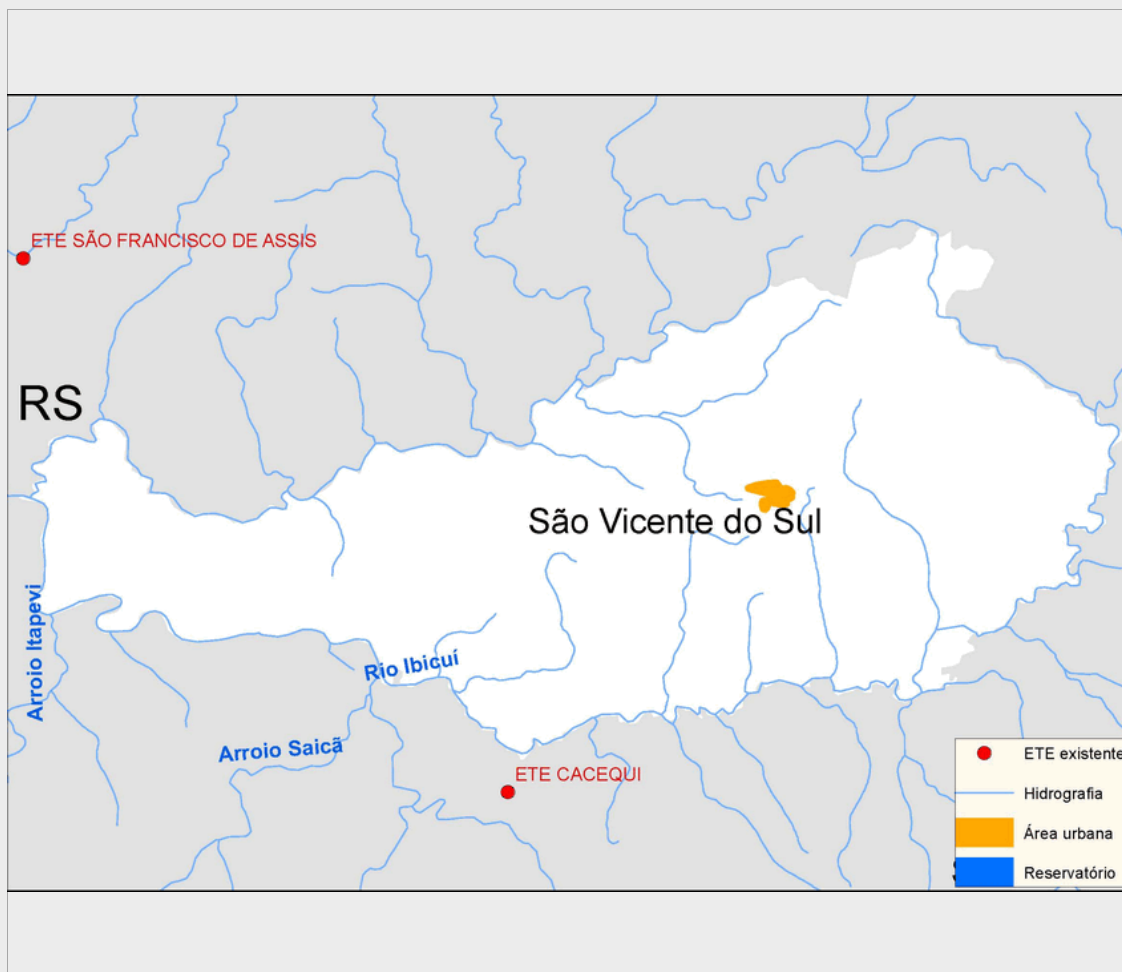 ETE SÃO FRANCISCO DE ASSIS
RS
São Vicente do Sul
Arroio Itapevi
Rio Ibicuí
Arroio Saicã
ETE CACEQUI
ETE existente
Hidrografia
Área urbana
Reservatório